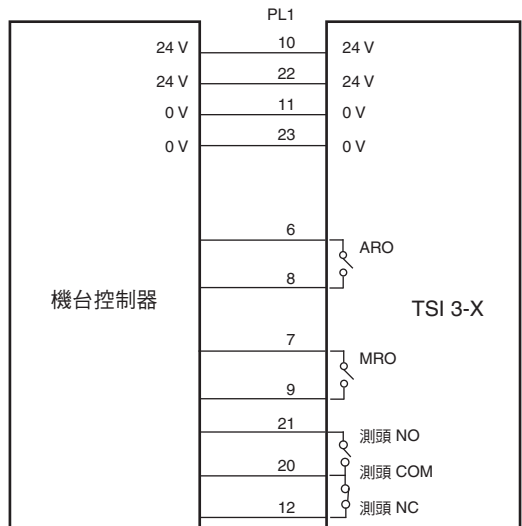 PL1
24 V 10 24 V
24 V 22 24 V
0 V 11 0 V
0 V 23 0 V
6
ARO
8
機台控制器
TSI 3-X
7
MRO
9
21
測頭 NO
20 測頭 COM
12 測頭 NC